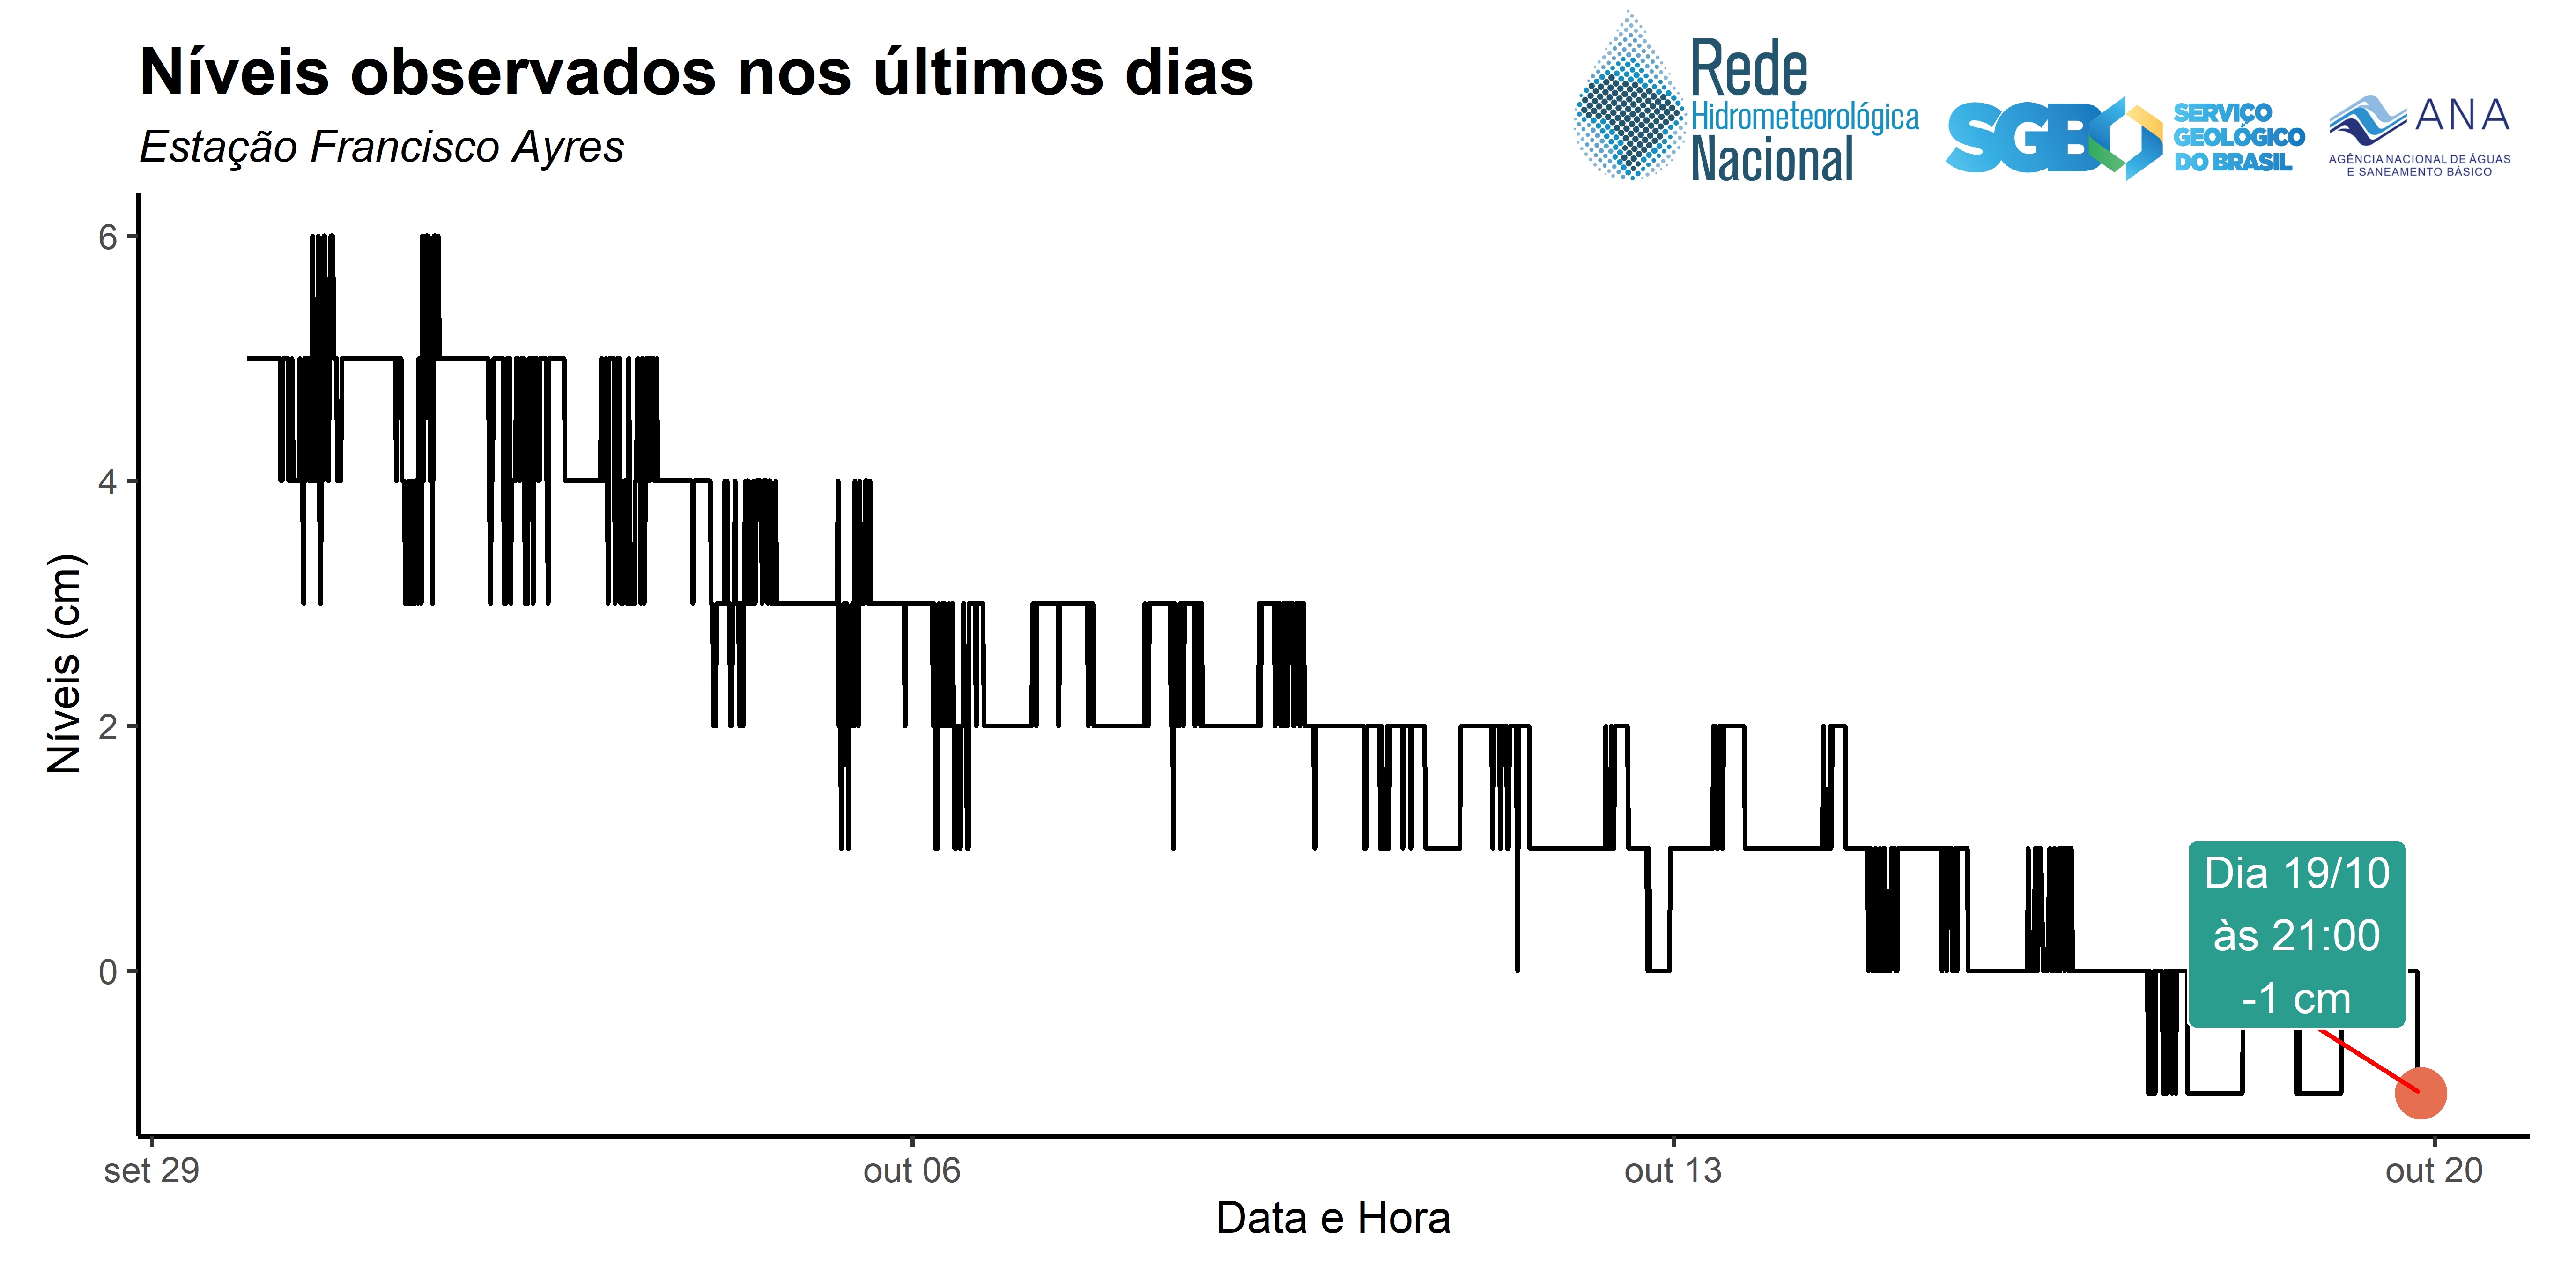 Níveis observados nos últimos dias
Estação Francisco Ayres
Rede
Hidrometeorológica
Nacional
SGB
SERVIÇO
GEOLÓGICO
DO BRASIL
ANA
AGÊNCIA NACIONAL DE ÁGUAS
E SANEAMENTO BÁSICO
Níveis (cm)
6
4
2
0
Dia 19/10
às 21:00
-1 cm
set 29
out 06
out 13
out 20
Data e Hora